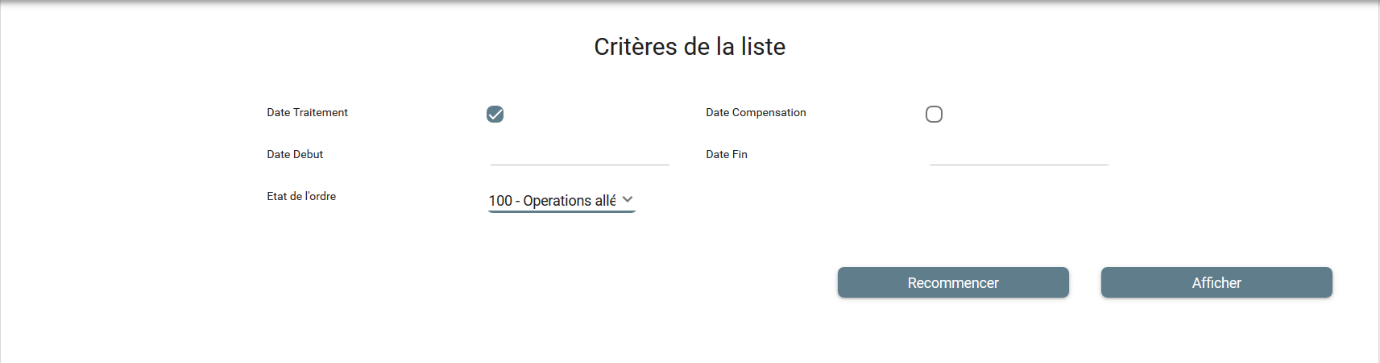 Critères de la liste
Date Traitement
Date Compensation
Date Debut
Date Fin
Etat de l'ordre
100 - Operations allé
Recommencer
Afficher